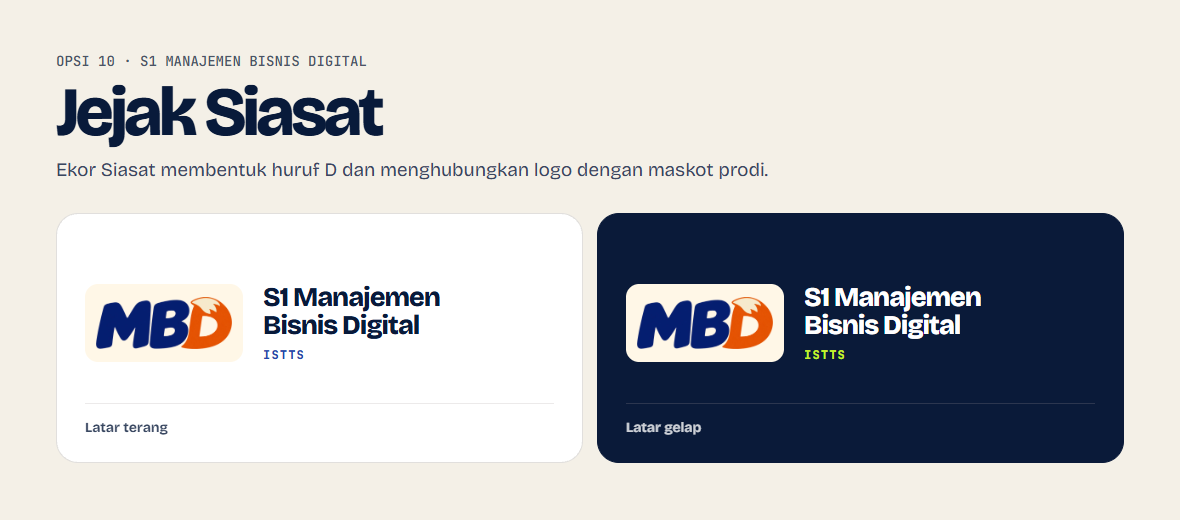 OPSI 10 · S1 MANAJEMEN BISNIS DIGITAL
Jejak Siasat
Ekor Siasat membentuk huruf D dan menghubungkan logo dengan maskot prodi.
MBD
S1 Manajemen
Bisnis Digital
ISTTS
Latar terang
MBD
S1 Manajemen
Bisnis Digital
ISTTS
Latar gelap